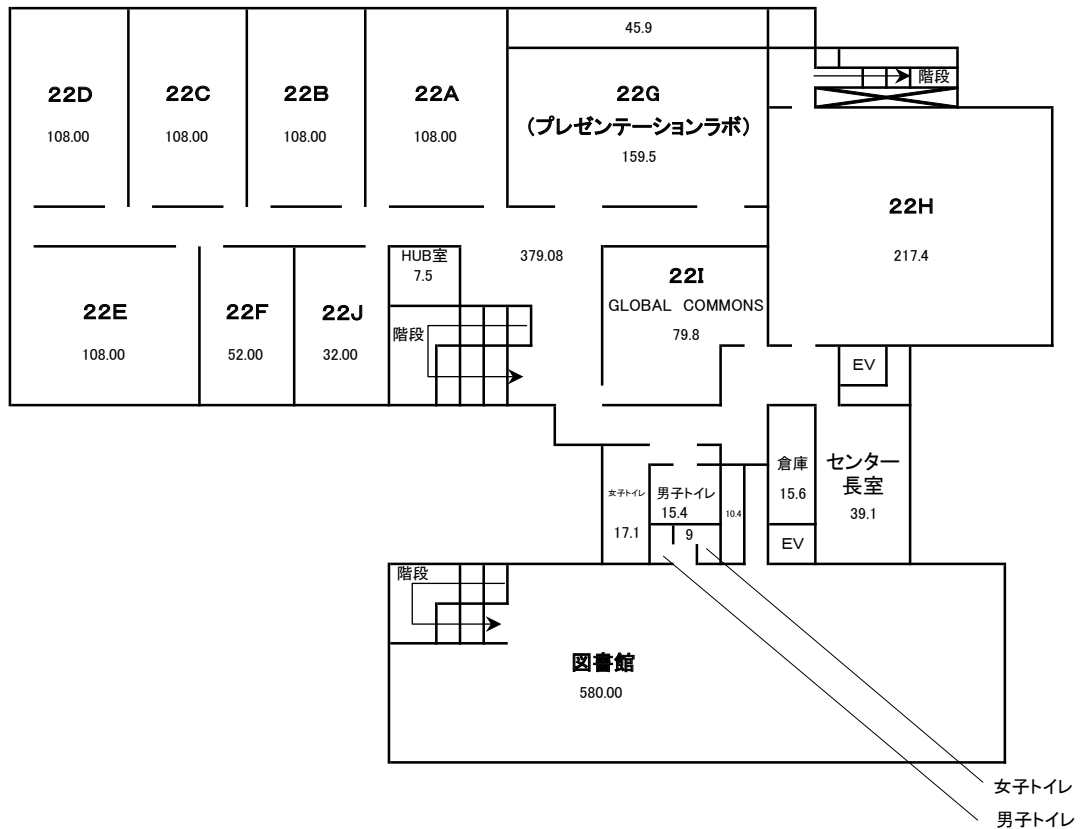 45.9
階段
22D
108.00
22C
108.00
22B
108.00
22A
108.00
22G
（プレゼンテーションラボ）
159.5
22H
217.4
HUB室
7.5
379.08
22I
GLOBAL COMMONS
79.8
22E
108.00
22F
52.00
22J
32.00
階段
EV
女子トイレ
17.1
男子トイレ
15.4
9
10.4
倉庫
15.6
EV
センター
長室
39.1
階段
図書館
580.00
女子トイレ
男子トイレ